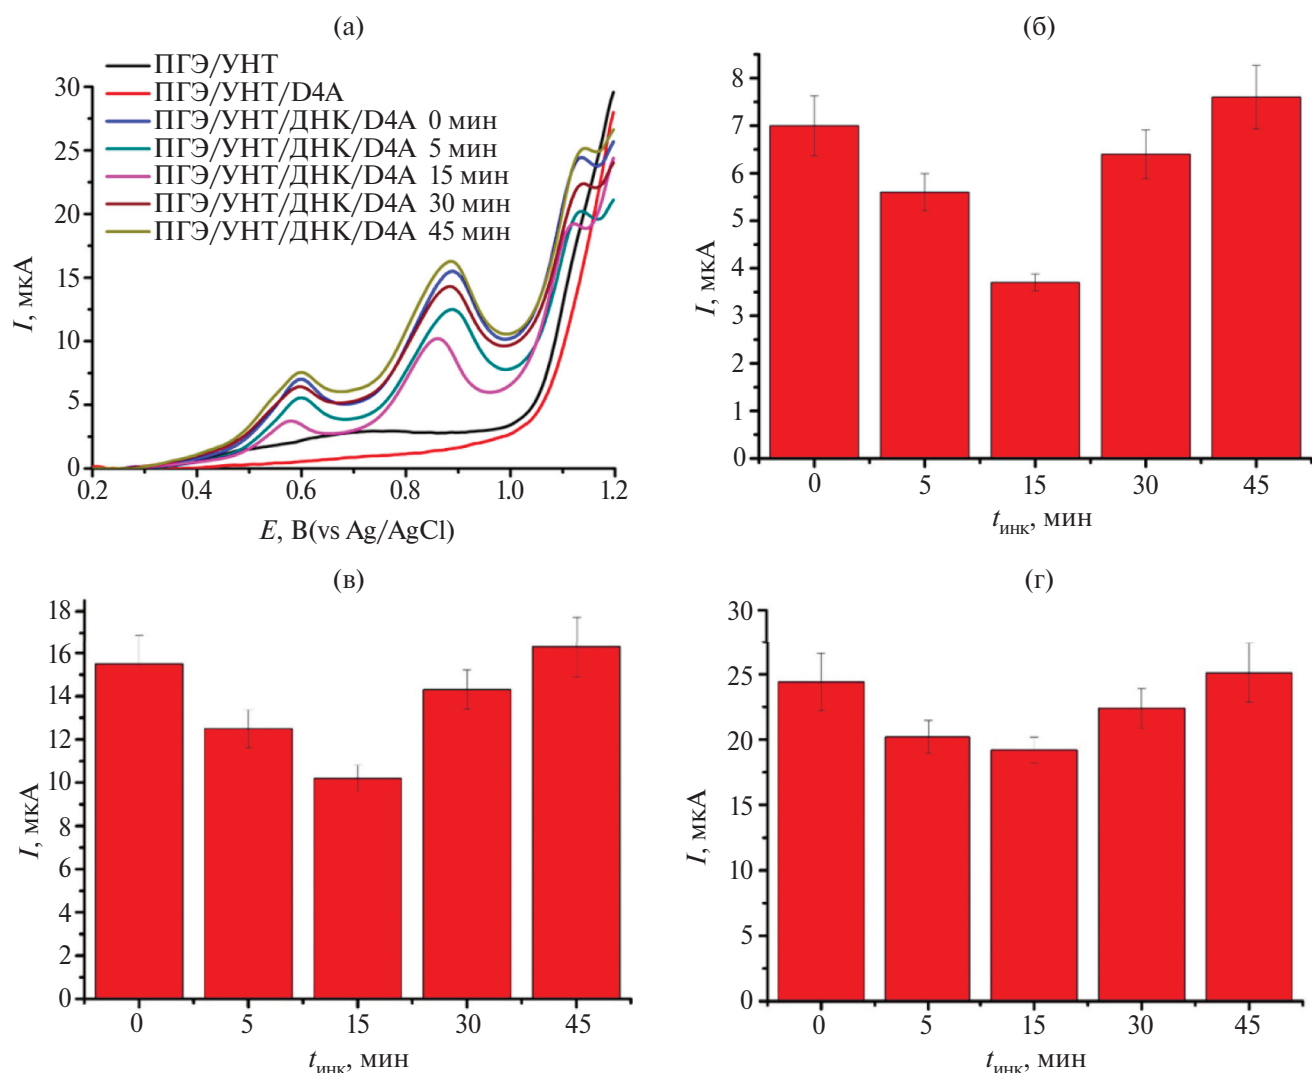 (а)
ПГЭ/УНТ
ПГЭ/УНТ/D4A
ПГЭ/УНТ/ДНК/D4A 0 мин
ПГЭ/УНТ/ДНК/D4A 5 мин
ПГЭ/УНТ/ДНК/D4A 15 мин
ПГЭ/УНТ/ДНК/D4A 30 мин
ПГЭ/УНТ/ДНК/D4A 45 мин
30
25
20
15
10
5
0
I, мкА
0.2 0.4 0.6 0.8 1.0 1.2
E, В(vs Ag/AgCl)
(б)
8
7
6
5
4
3
2
1
0
I, мкА
0 5 15 30 45
tинк, мин
(в)
18
16
14
12
10
8
6
4
2
0
I, мкА
0 5 15 30 45
tинк, мин
(г)
30
25
20
15
10
5
0
I, мкА
0 5 15 30 45
tинк, мин